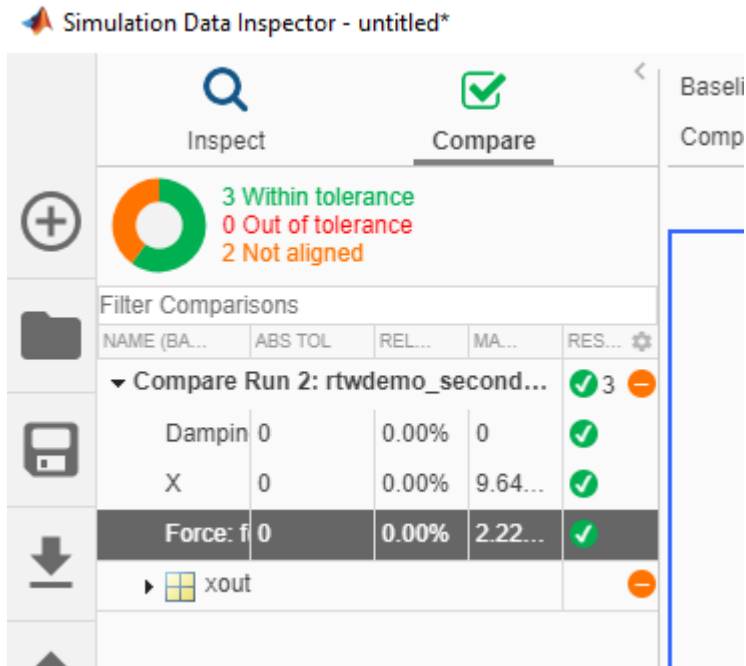 Simulation Data Inspector - untitled*
Inspect
Compare
Baseli
Comp
3 Within tolerance
0 Out of tolerance
2 Not aligned
Filter Comparisons
NAME (BA... ABS TOL REL... MA... RES...
Compare Run 2: rtwdemo_second... 3
Dampin 0 0.00% 0
X 0 0.00% 9.64...
Force: f 0 0.00% 2.22...
xout